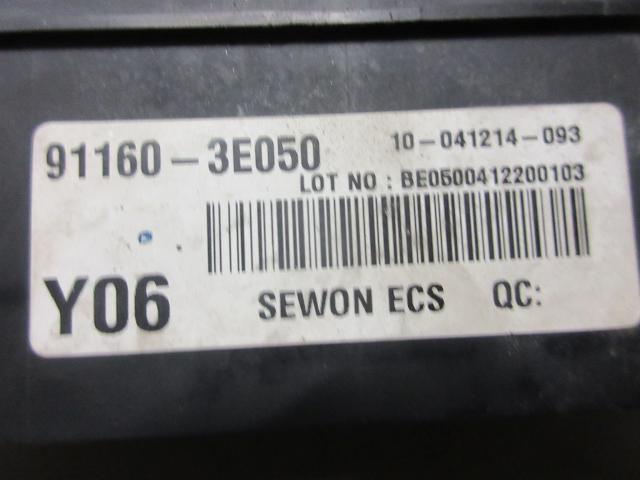 91160-3E050 10-041214-093
LOT NO : BE0500412200103
Y06 SEWON ECS QC: